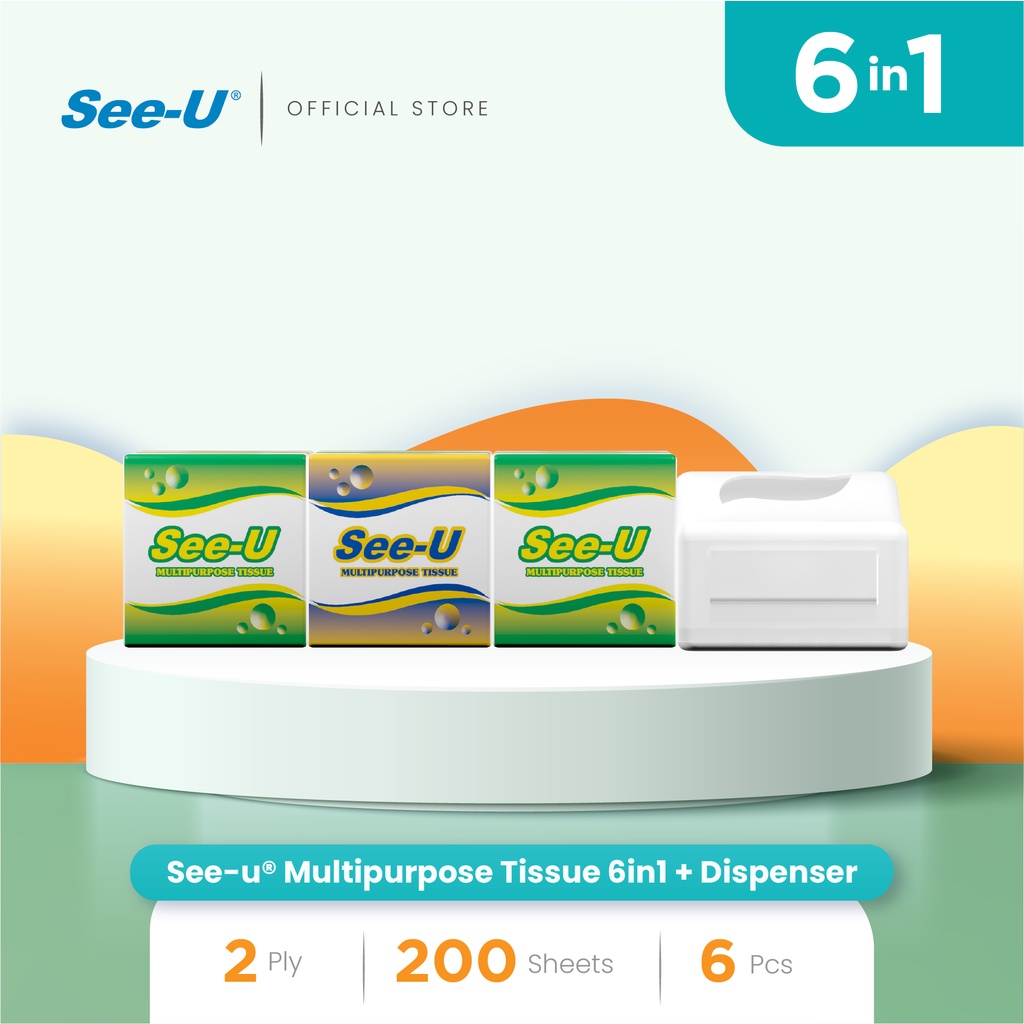 See-U® | OFFICIAL STORE
6 in 1
See-U
MULTIPURPOSE TISSUE
See-U
MULTIPURPOSE TISSUE
See-U
MULTIPURPOSE TISSUE
See-u® Multipurpose Tissue 6in1 + Dispenser
2 Ply | 200 Sheets | 6 Pcs